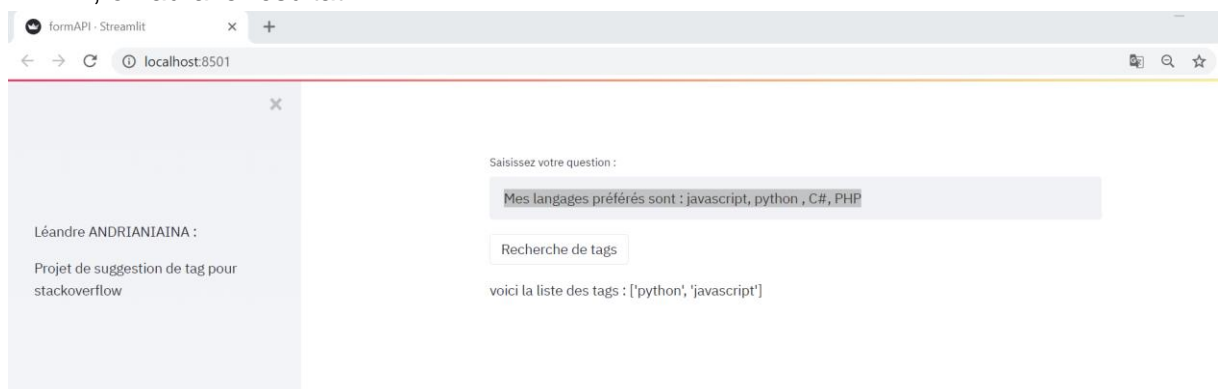 formAPI · Streamlit
localhost:8501
Saisissez votre question :
Mes langages préférés sont : javascript, python , C#, PHP
Léandre ANDRIANIAINA :
Recherche de tags
Projet de suggestion de tag pour
stackoverflow
voici la liste des tags : ['python', 'javascript']